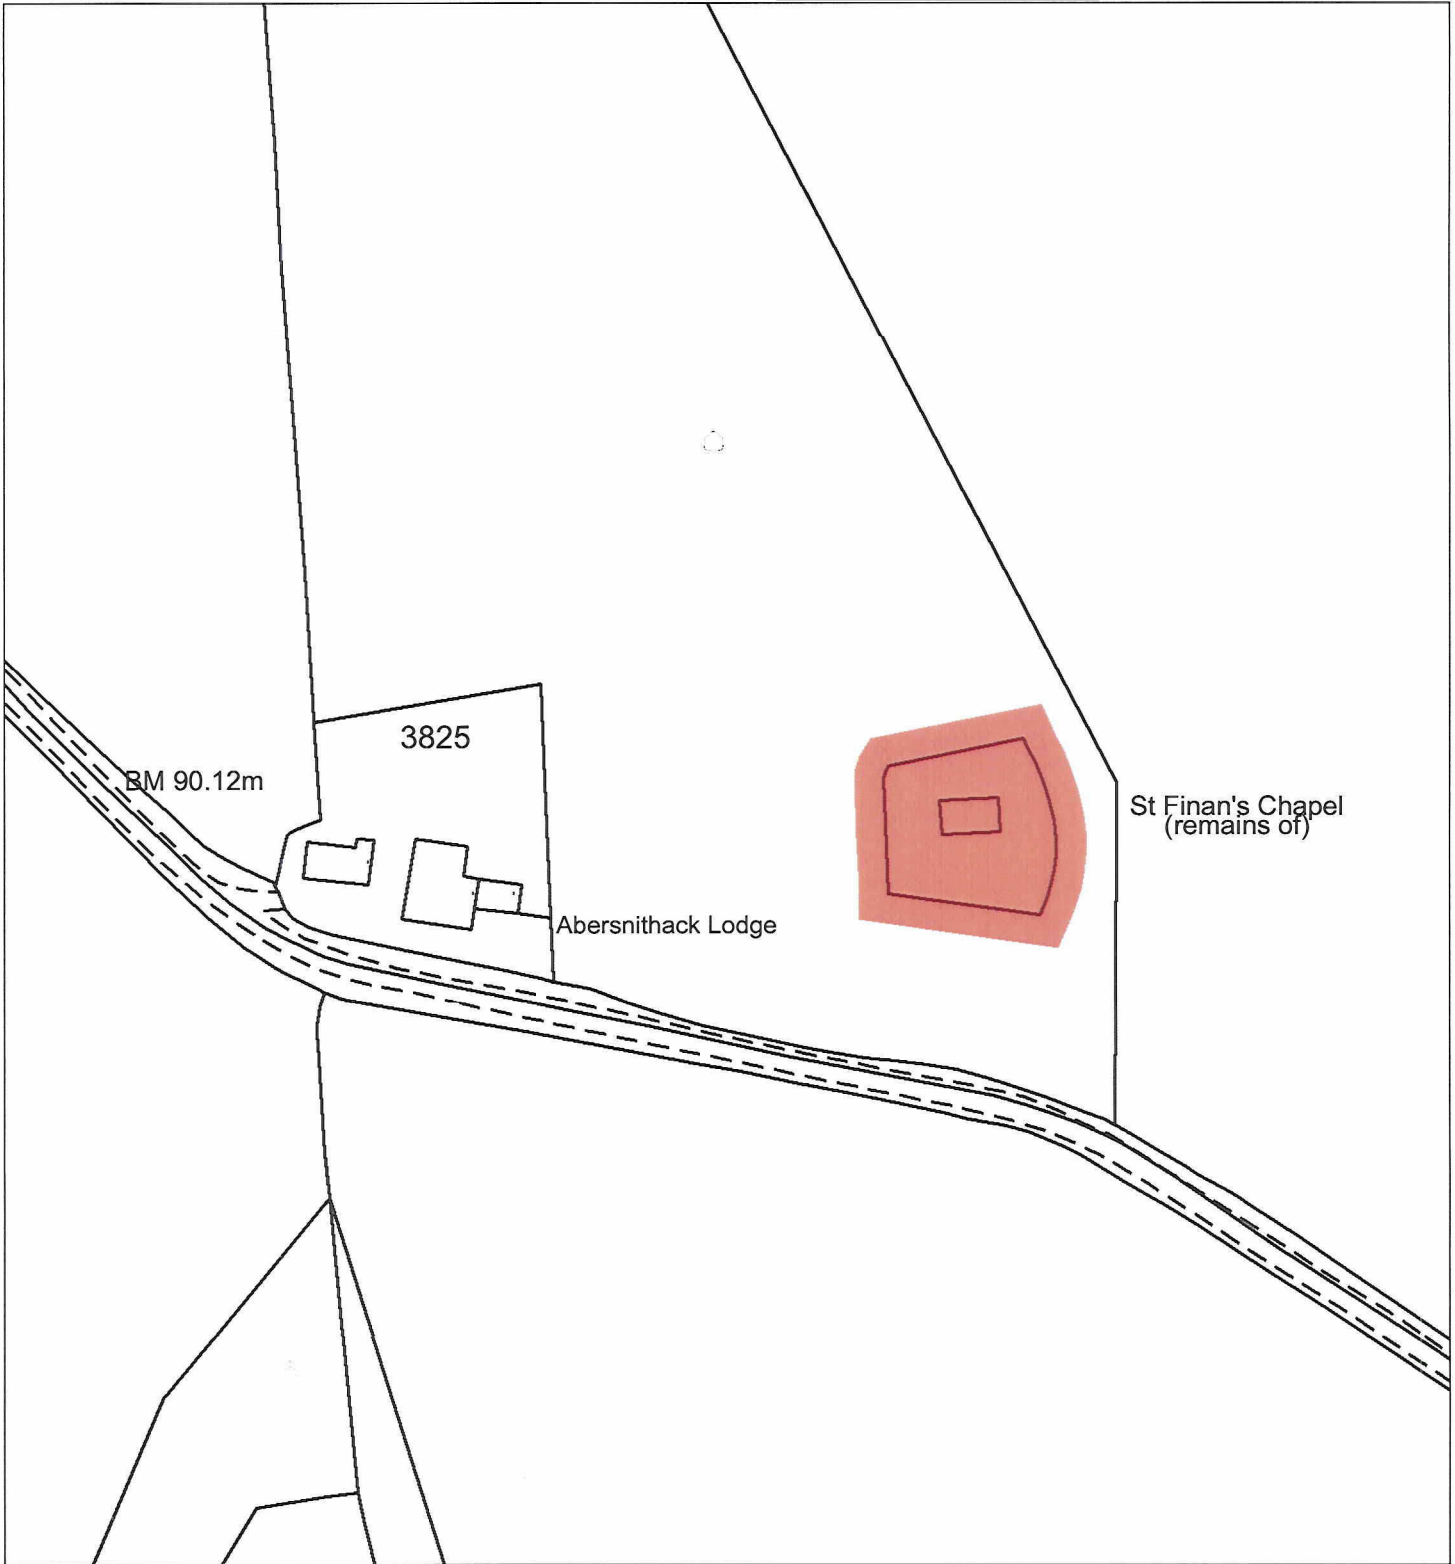 3825
BM 90.12m
St Finan's Chapel
(remains of)
Abersnithack Lodge